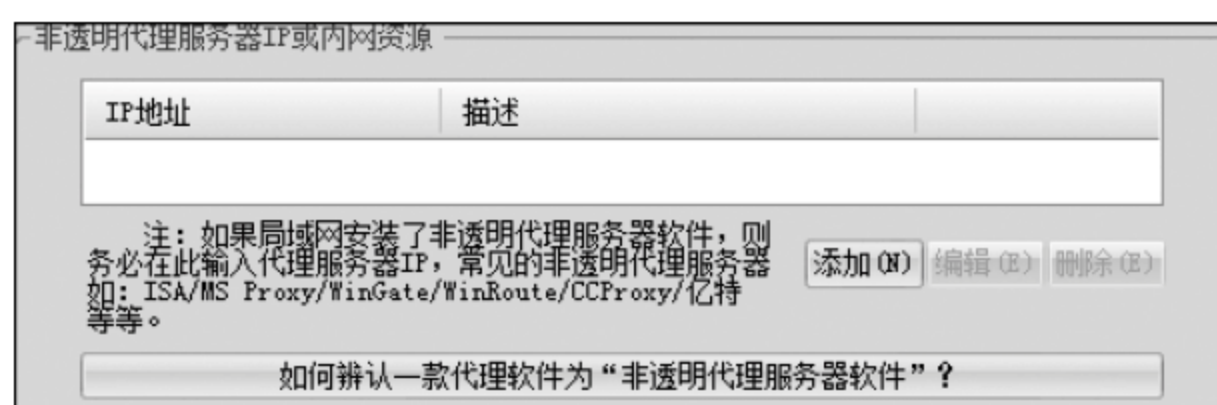 非透明代理服务器IP或内网资源
IP地址 描述
注：如果局域网安装了非透明代理服务器软件，则
务必在此输入代理服务器IP，常见的非透明代理服务器
如：ISA/MS Proxy/WinGate/WinRoute/CCProxy/亿特
等等。
添加(N) 编辑(E) 删除(E)
如何辨认一款代理软件为“非透明代理服务器软件”？